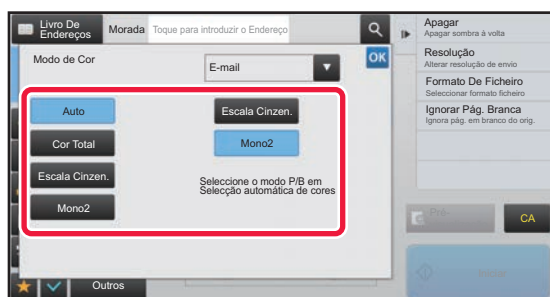 Livro De
Endereços
Morada
Toque para introduzir o Endereço
Modo de Cor
E-mail
OK
Auto
Cor Total
Escala Cinzen.
Mono2
Escala Cinzen.
Mono2
Seleccione o modo P/B em
Selecção automática de cores
Outros
Apagar
Apagar sombra à volta
Resolução
Alterar resolução de envio
Formato De Ficheiro
Seleccionar formato ficheiro
Ignorar Pág. Branca
Ignora pág. em branco do orig.
Pré-
CA
Iniciar